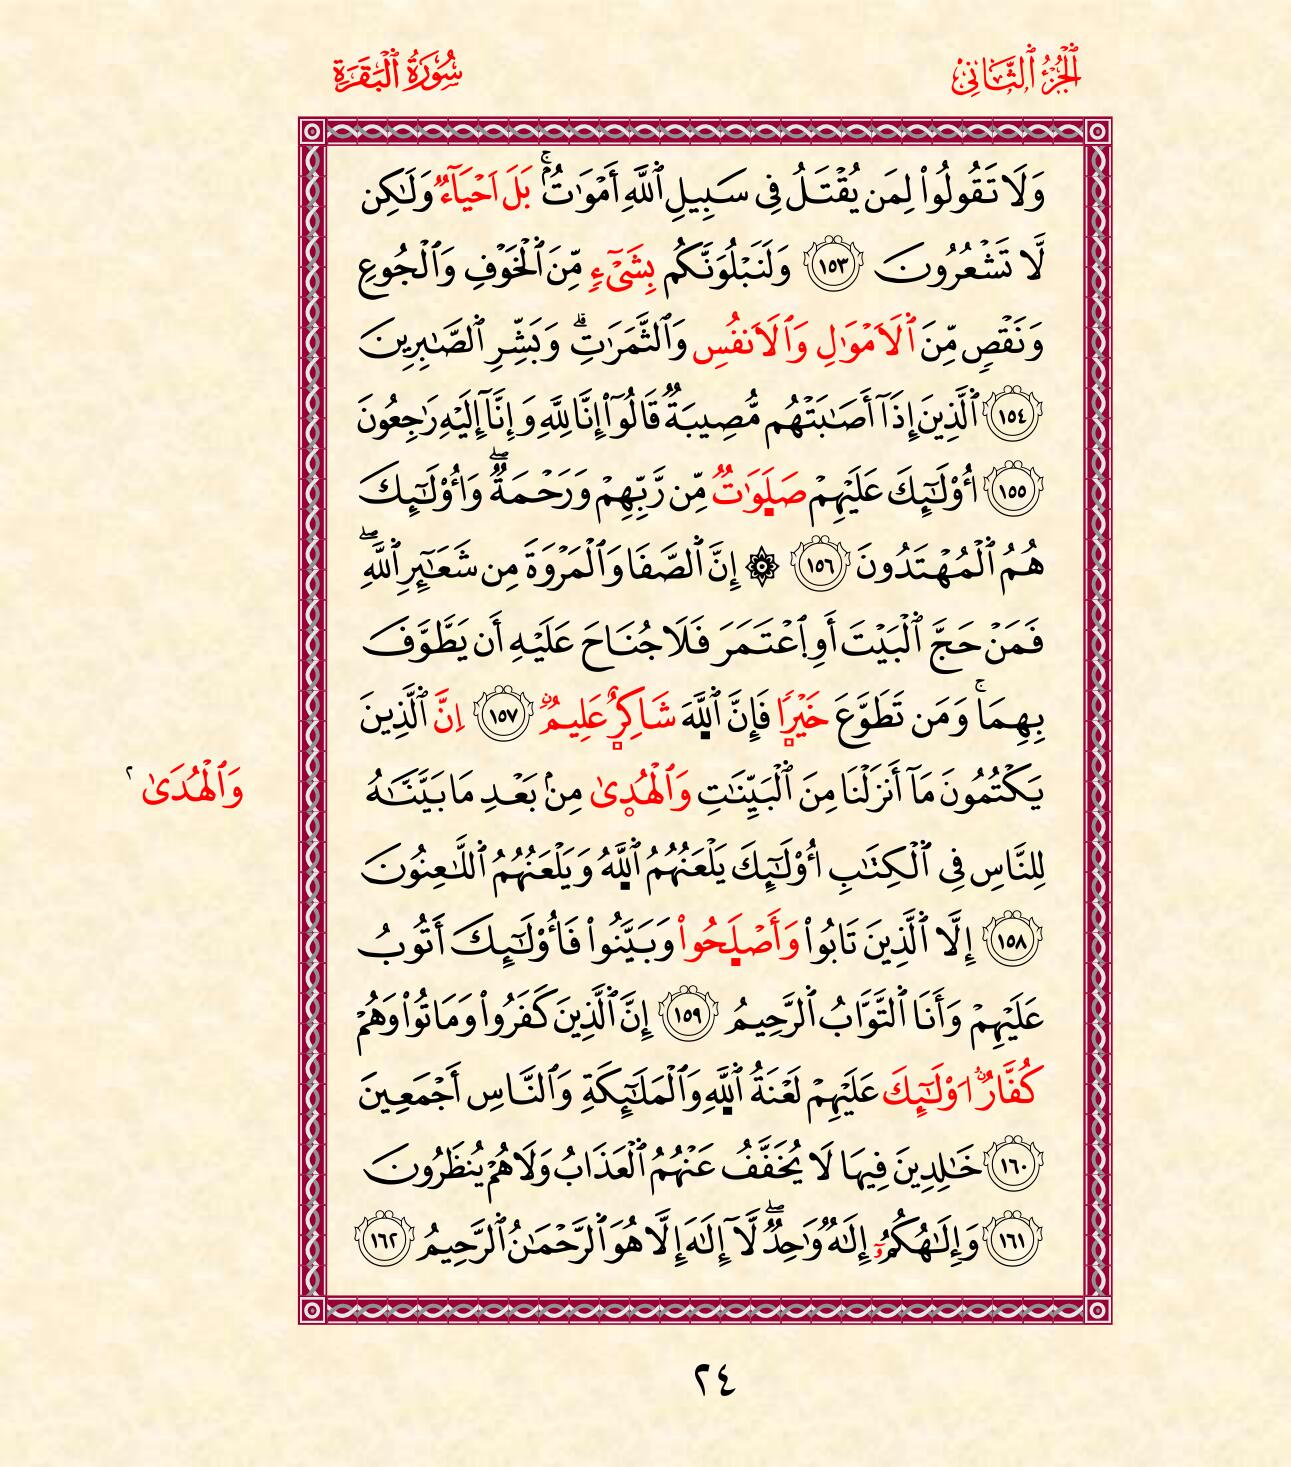 الجُزْءُ ٱلثَّانِى
سُورَةُ ٱلْبَقَرَةِ
وَلَا تَقُولُواْ لِمَن يُقْتَلُ فِى سَبِيلِ ٱللَّهِ أَمْوَٰتُۢۚ بَلَ اَحْيَآءٌ وَلَٰكِن
لَّا تَشْعُرُونَ ١٥٣ وَلَنَبْلُوَنَّكُم بِشَىْءٍ مِّنَ ٱلْخَوْفِ وَٱلْجُوعِ
وَنَقْصٍ مِّنَ ٱلَامْوَٰلِ وَٱلَانفُسِ وَٱلثَّمَرَٰتِۗ وَبَشِّرِ ٱلصَّٰبِرِينَ
١٥٤ ٱلَّذِينَ إِذَآ أَصَٰبَتْهُم مُّصِيبَةٌ قَالُوٓاْ إِنَّا لِلَّهِ وَإِنَّآ إِلَيْهِ رَٰجِعُونَ
١٥٥ أُوْلَٰٓئِكَ عَلَيْهِمْ صَلَوَٰتٌ مِّن رَّبِّهِمْ وَرَحْمَةٌۖ وَأُوْلَٰٓئِكَ
هُمُ ٱلْمُهْتَدُونَ ١٥٦ ۞ إِنَّ ٱلصَّفَا وَٱلْمَرْوَةَ مِن شَعَآئِرِ ٱللَّهِۖ
فَمَنْ حَجَّ ٱلْبَيْتَ أَوِ ٱعْتَمَرَ فَلَا جُنَاحَ عَلَيْهِ أَن يَطَّوَّفَ
بِهِمَاۚ وَمَن تَطَوَّعَ خَيْرًا فَإِنَّ ٱللَّهَ شَاكِرٌ عَلِيمٌ ١٥٧ اِنَّ ٱلَّذِينَ
يَكْتُمُونَ مَآ أَنزَلْنَا مِنَ ٱلْبَيِّنَٰتِ وَٱلْهُدِىٰ مِنۢ بَعْدِ مَا بَيَّنَّٰهُ
وَٱلْهُدَىٰ ٢
لِلنَّاسِ فِى ٱلْكِتَٰبِ أُوْلَٰٓئِكَ يَلْعَنُهُمُ ٱللَّهُ وَيَلْعَنُهُمُ ٱللَّٰعِنُونَ
١٥٨ إِلَّا ٱلَّذِينَ تَابُواْ وَأَصْلَحُواْ وَبَيَّنُواْ فَأُوْلَٰٓئِكَ أَتُوبُ
عَلَيْهِمْ وَأَنَا ٱلتَّوَّابُ ٱلرَّحِيمُ ١٥٩ إِنَّ ٱلَّذِينَ كَفَرُواْ وَمَاتُواْ وَهُمْ
كُفَّارٌ اوْلَٰٓئِكَ عَلَيْهِمْ لَعْنَةُ ٱللَّهِ وَٱلْمَلَٰٓئِكَةِ وَٱلنَّاسِ أَجْمَعِينَ
١٦٠ خَٰلِدِينَ فِيهَا لَا يُخَفَّفُ عَنْهُمُ ٱلْعَذَابُ وَلَا هُمْ يُنظَرُونَ
١٦١ وَإِلَٰهُكُمُۥٓ إِلَٰهٌ وَٰحِدٌۖ لَّآ إِلَٰهَ إِلَّا هُوَ ٱلرَّحْمَٰنُ ٱلرَّحِيمُ ١٦٢
٢٤